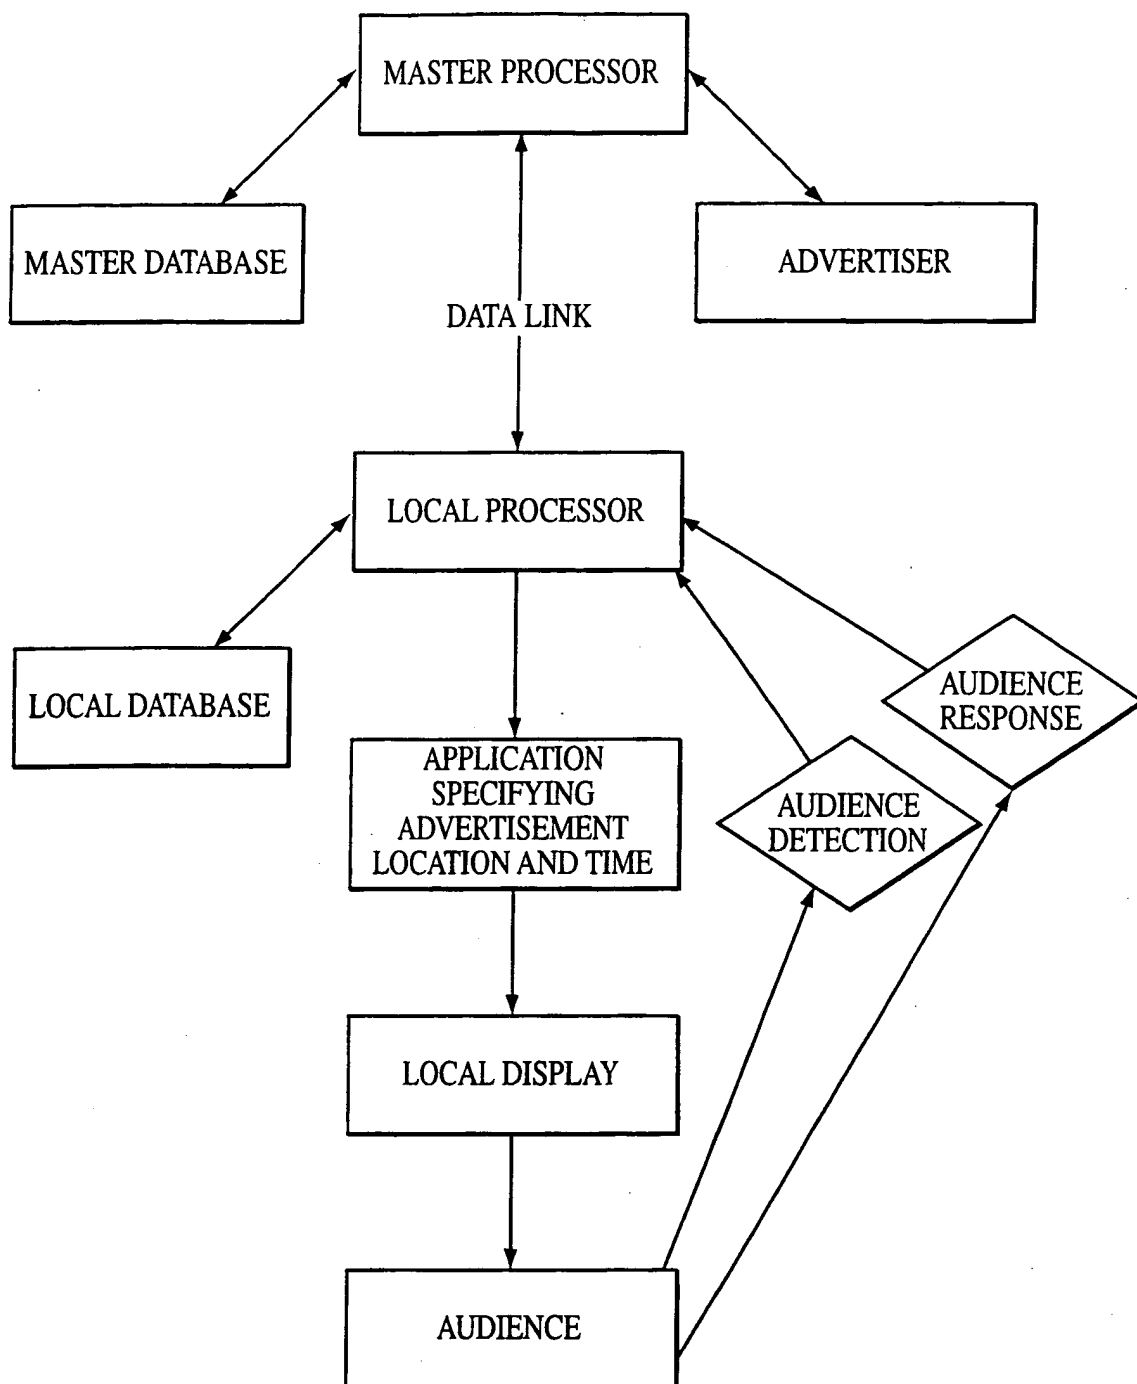 MASTER PROCESSOR
MASTER DATABASE
ADVERTISER
DATA LINK
LOCAL PROCESSOR
LOCAL DATABASE
AUDIENCE
RESPONSE
APPLICATION
SPECIFYING
ADVERTISEMENT
LOCATION AND TIME
AUDIENCE
DETECTION
LOCAL DISPLAY
AUDIENCE